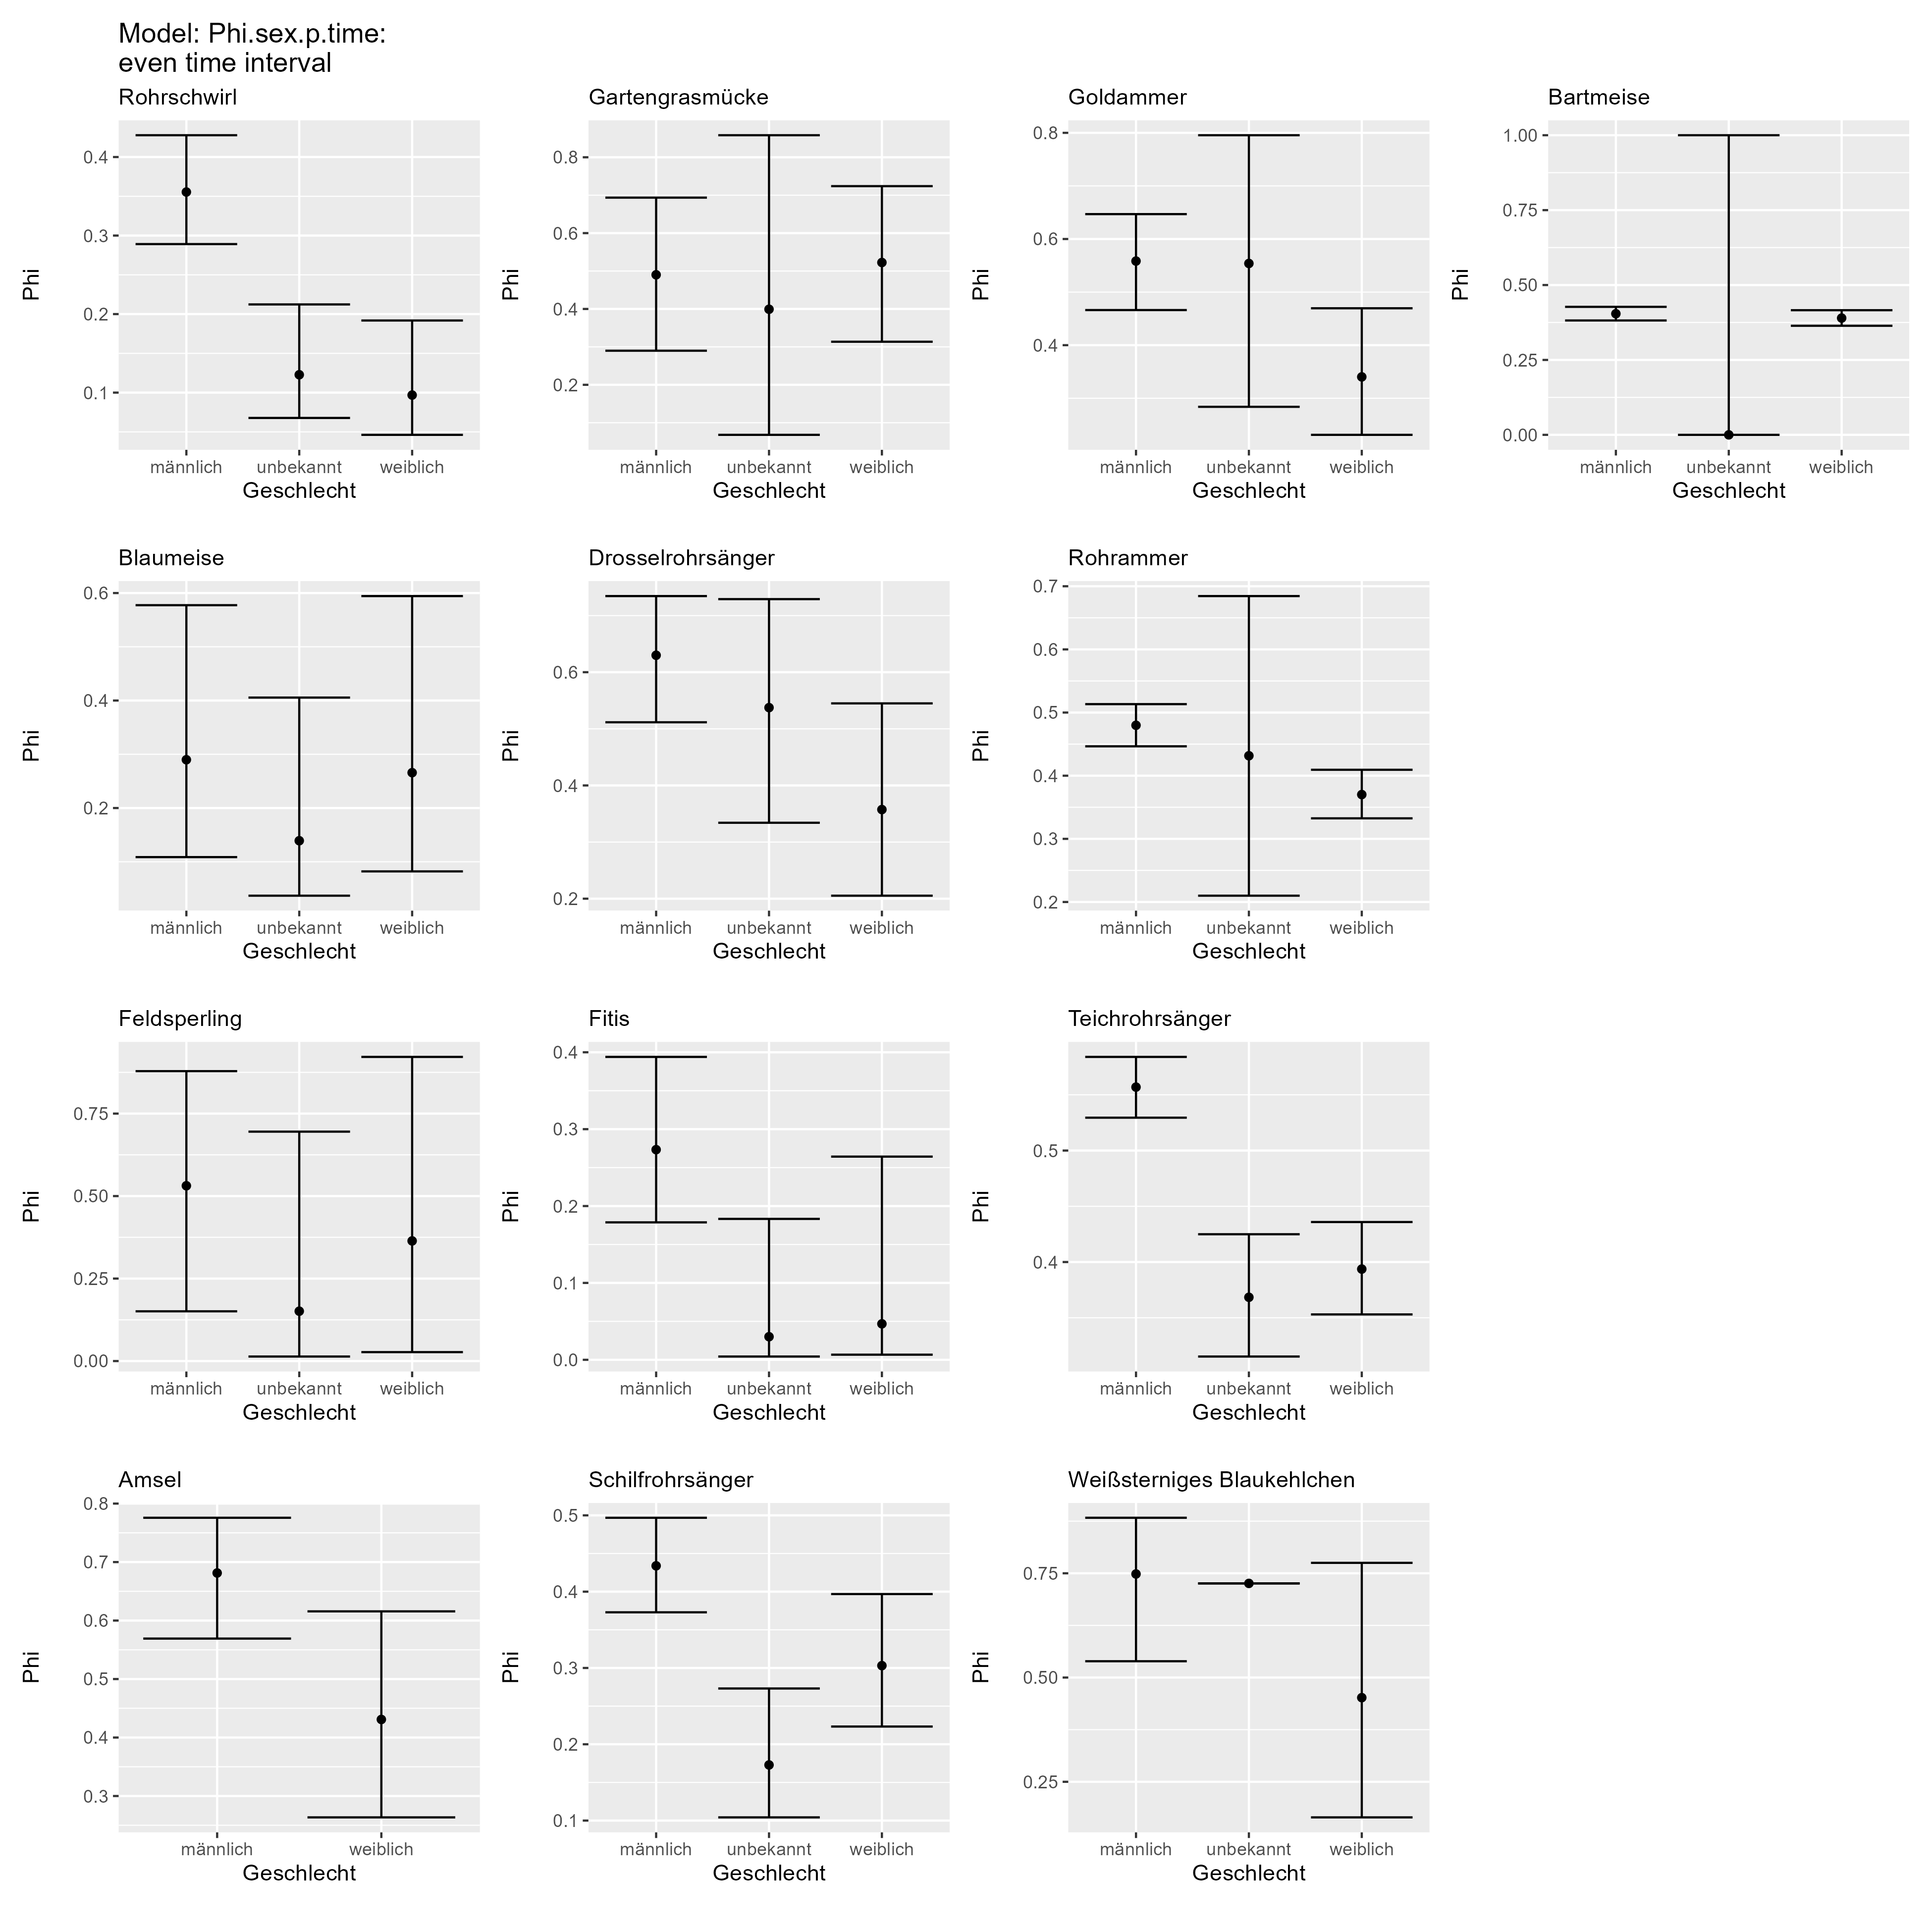 Model: Phi.sex.p.time:
even time interval
Rohrschwirl
Phi
0.4
0.3
0.2
0.1
männlich unbekannt weiblich
Geschlecht
Gartengrasmücke
Phi
0.8
0.6
0.4
0.2
männlich unbekannt weiblich
Geschlecht
Goldammer
Phi
0.8
0.6
0.4
männlich unbekannt weiblich
Geschlecht
Bartmeise
Phi
1.00
0.75
0.50
0.25
0.00
männlich unbekannt weiblich
Geschlecht
Blaumeise
Phi
0.6
0.4
0.2
männlich unbekannt weiblich
Geschlecht
Drosselrohrsänger
Phi
0.6
0.4
0.2
männlich unbekannt weiblich
Geschlecht
Rohrammer
Phi
0.7
0.6
0.5
0.4
0.3
0.2
männlich unbekannt weiblich
Geschlecht
Feldsperling
Phi
0.75
0.50
0.25
0.00
männlich unbekannt weiblich
Geschlecht
Fitis
Phi
0.4
0.3
0.2
0.1
0.0
männlich unbekannt weiblich
Geschlecht
Teichrohrsänger
Phi
0.5
0.4
männlich unbekannt weiblich
Geschlecht
Amsel
Phi
0.8
0.7
0.6
0.5
0.4
0.3
männlich weiblich
Geschlecht
Schilfrohrsänger
Phi
0.5
0.4
0.3
0.2
0.1
männlich unbekannt weiblich
Geschlecht
Weißsterniges Blaukehlchen
Phi
0.75
0.50
0.25
männlich unbekannt weiblich
Geschlecht